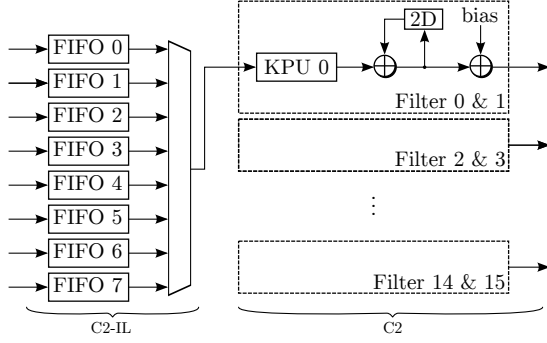 FIFO 0
FIFO 1
FIFO 2
FIFO 3
FIFO 4
FIFO 5
FIFO 6
FIFO 7
C2-IL
2D
bias
KPU 0
Filter 0 & 1
Filter 2 & 3
⋮
Filter 14 & 15
C2